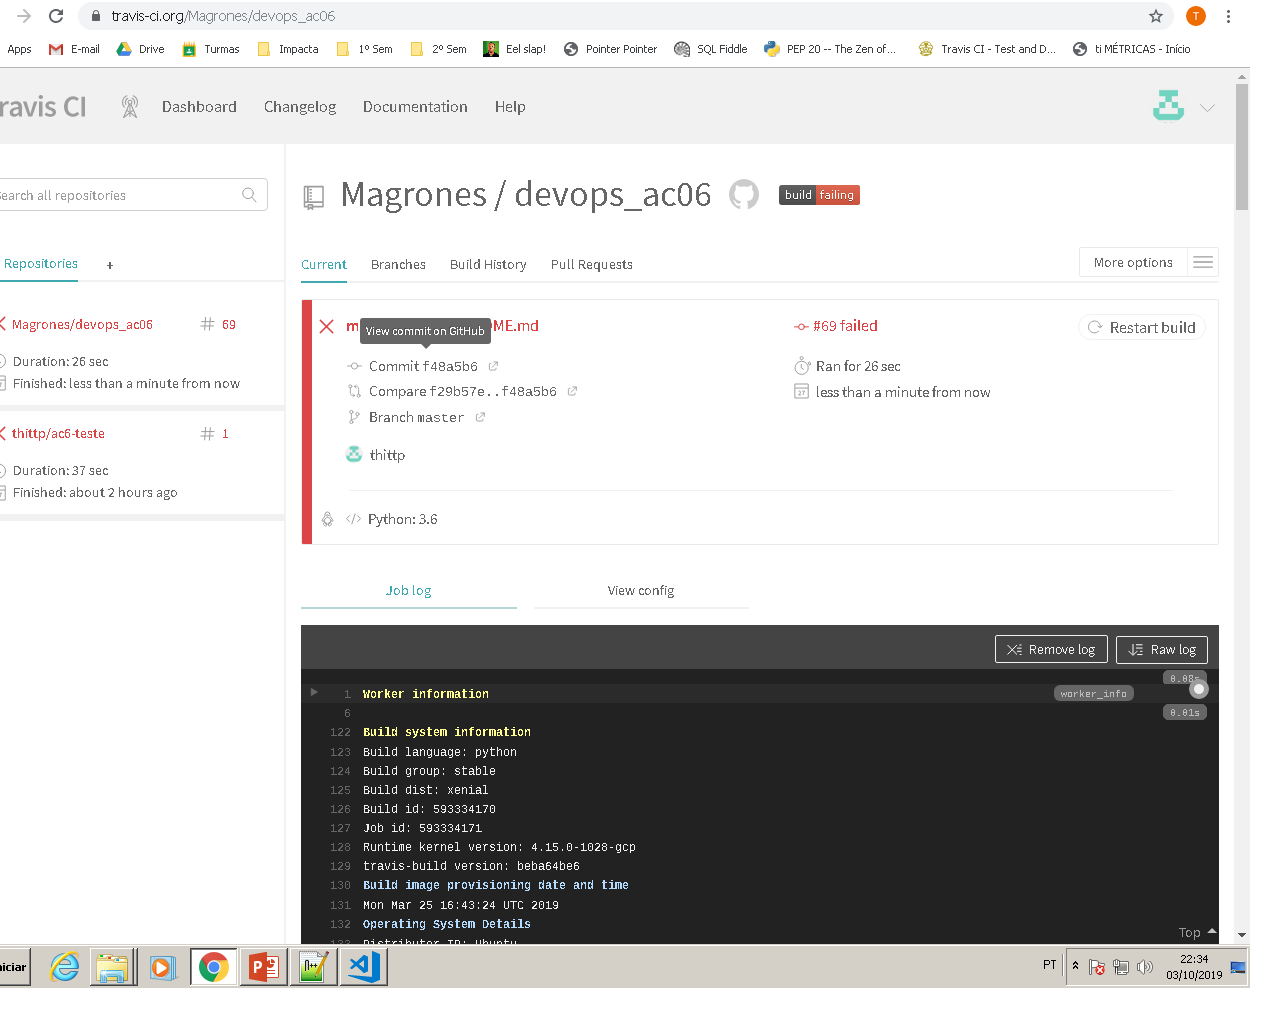 travis-ci.org/Magrones/devops_ac06
T
Apps E-mail Drive Turmas Impacta 1º Sem 2º Sem Eel slap! Pointer Pointer SQL Fiddle PEP 20 -- The Zen of... Travis CI - Test and D... ti MÉTRICAS - Início
ravis CI Dashboard Changelog Documentation Help
earch all repositories
Magrones / devops_ac06 build failing
Repositories +
Current Branches Build History Pull Requests More options
Magrones/devops_ac06 # 69
Duration: 26 sec
Finished: less than a minute from now
thittp/ac6-teste # 1
Duration: 37 sec
Finished: about 2 hours ago
m ME.md #69 failed Restart build
View commit on GitHub
Commit f48a5b6 Ran for 26 sec
Compare f29b57e..f48a5b6 less than a minute from now
Branch master
thittp
</> Python: 3.6
Job log View config
Remove log Raw log
0.08s
1 Worker information worker_info
6 0.01s
122 Build system information
123 Build language: python
124 Build group: stable
125 Build dist: xenial
126 Build id: 593334170
127 Job id: 593334171
128 Runtime kernel version: 4.15.0-1028-gcp
129 travis-build version: beba64be6
130 Build image provisioning date and time
131 Mon Mar 25 16:43:24 UTC 2019
132 Operating System Details
133 Distributor ID: Ubuntu
Top
niciar PT 22:34
03/10/2019